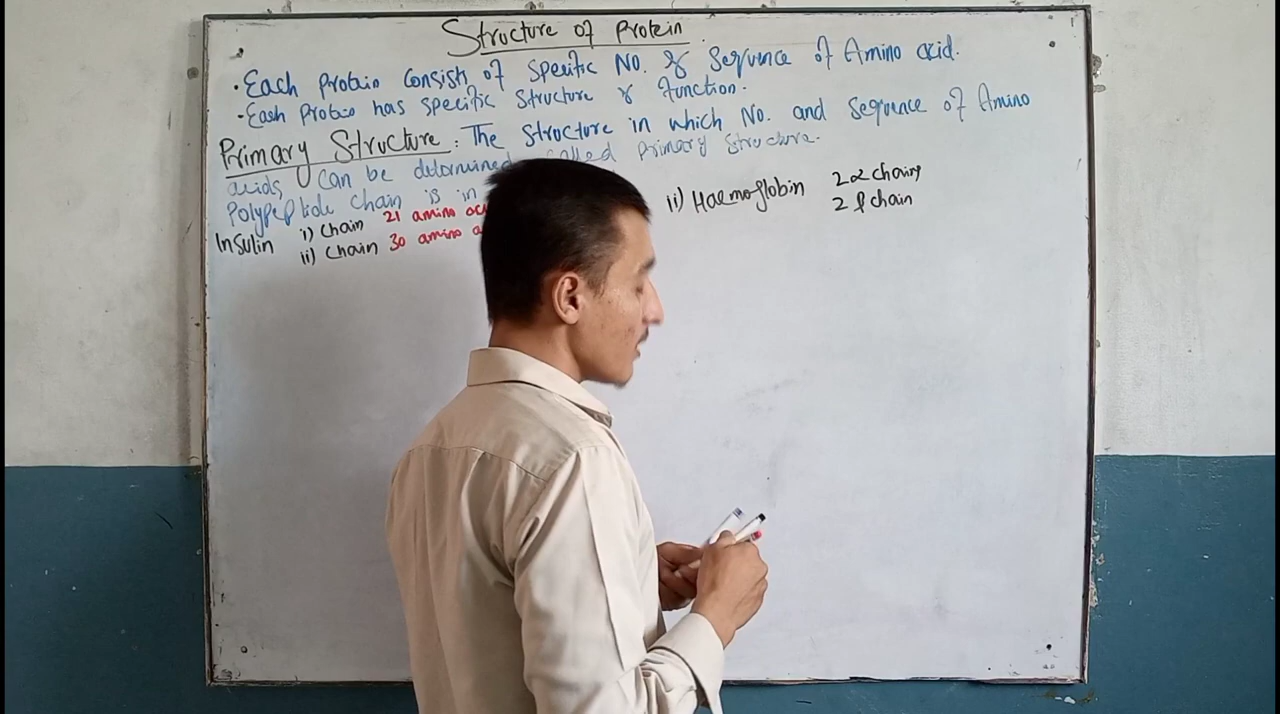 Structure of Protein
• Each Protein Consist of Specific No. & Sequence of Amino acid.
• Each Protein has specific Structure & Function.
Primary Structure: The Structure in which No. and Sequence of Amino
acids, Can be determined called Primary Structure.
Polypeptide Chain is in
Insulin i) Chain 21 amino
ii) Chain 30 amino
ii) Haemoglobin 2 α chains
2 β chain